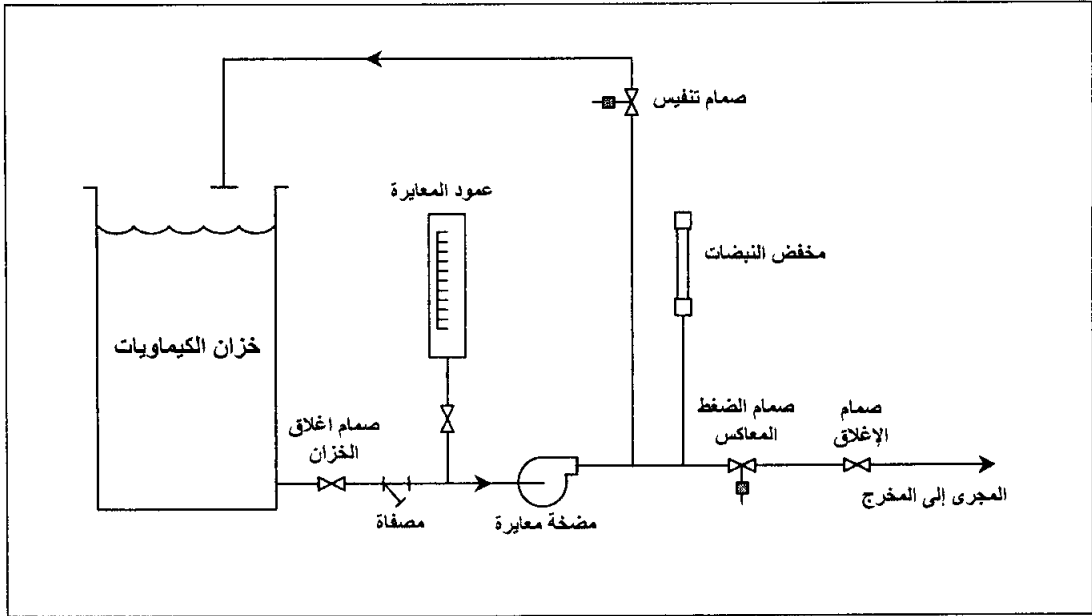 صمام تنفيس
عمود المعايرة
مخفض النبضات
خزان الكيماويات
صمام اغلاق
الخزان
صمام الضغط
المعاكس
صمام
الإغلاق
مصفاة
مضخة معايرة
المجرى إلى المخرج